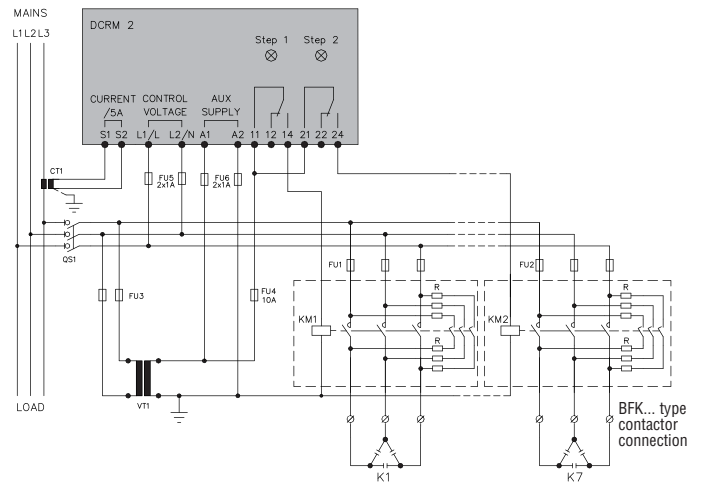 MAINS
L1 L2 L3
DCRM 2
Step 1 Step 2
CURRENT CONTROL AUX
/5A VOLTAGE SUPPLY
S1 S2 L1/L L2/N A1 A2 11 12 14 21 22 24
CT1
FU5 FU6
2x1A 2x1A
QS1
FU3
FU4
10A
FU1
FU2
R
R
KM1
KM2
R
R
VT1
LOAD
BFK... type
contactor
connection
K1
K7